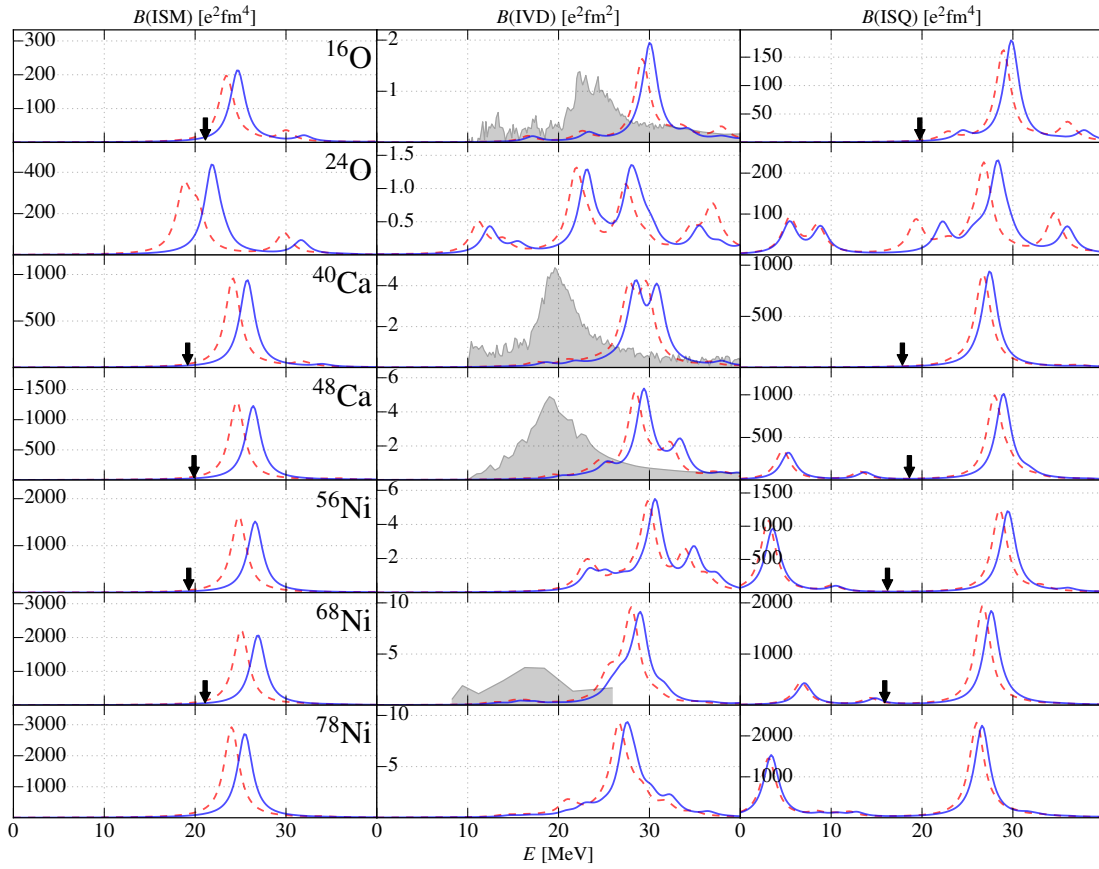 B(ISM) [e²fm⁴] B(IVD) [e²fm²] B(ISQ) [e²fm⁴]
300 200 100 ¹⁶O 2 1 150 100 50
400 200 ²⁴O 1.5 1.0 0.5 200 100
1000 500 ⁴⁰Ca 4 2 1000 500
1500 1000 500 ⁴⁸Ca 6 4 2 1000 500
2000 1000 ⁵⁶Ni 6 4 2 1500 1000 500
3000 2000 1000 ⁶⁸Ni 10 5 2000 1000
3000 2000 1000 ⁷⁸Ni 10 5 2000 1000
0 10 20 30 0 10 20 30 0 10 20 30
E [MeV]